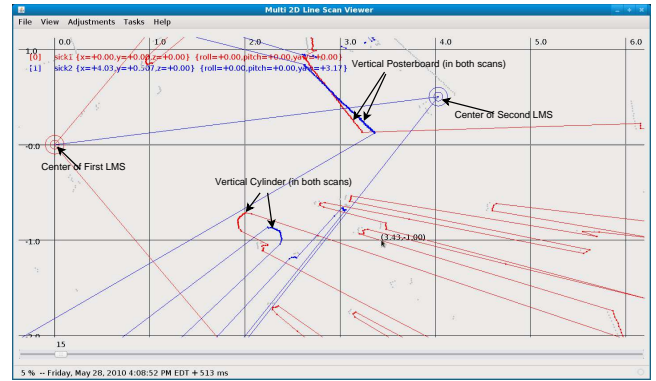 Multi 2D Line Scan Viewer
File View Adjustments Tasks Help
0.0 1.0 2.0 3.0 4.0 5.0 6.0
1.0
[0] sick1 {x=+0.00,y=+0.00,z=+0.00} {roll=+0.00,pitch=+0.00,yaw=+0.00}
[1] sick2 {x=+4.03,y=+0.507,z=+0.00} {roll=+0.00,pitch=+0.00,yaw=+3.17}
Vertical Posterboard (in both scans)
Center of Second LMS
-0.0
Center of First LMS
Vertical Cylinder (in both scans)
(3.43,-1.00)
-1.0
-2.0
15
5 % -- Friday, May 28, 2010 4:08:52 PM EDT + 513 ms